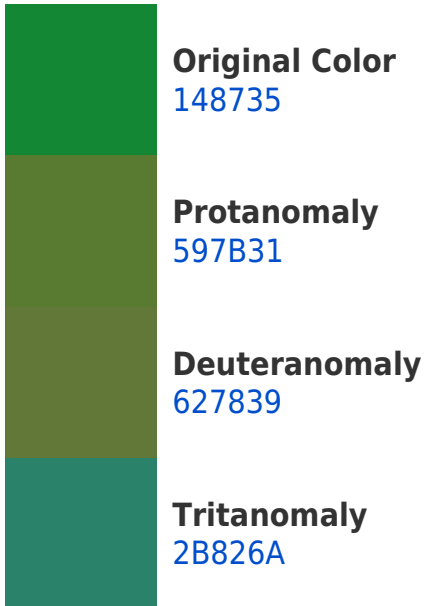 Original Color
148735
Protanomaly
597B31
Deuteranomaly
627839
Tritanomaly
2B826A